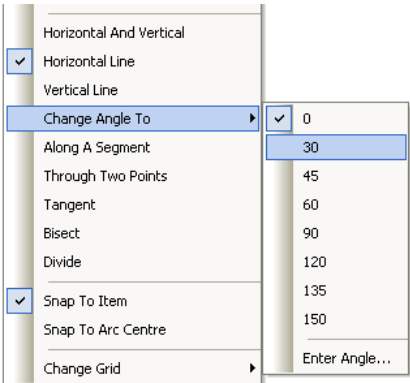 Horizontal And Vertical
Horizontal Line
Vertical Line
Change Angle To
Along A Segment
Through Two Points
Tangent
Bisect
Divide
Snap To Item
Snap To Arc Centre
Change Grid
0
30
45
60
90
120
135
150
Enter Angle...